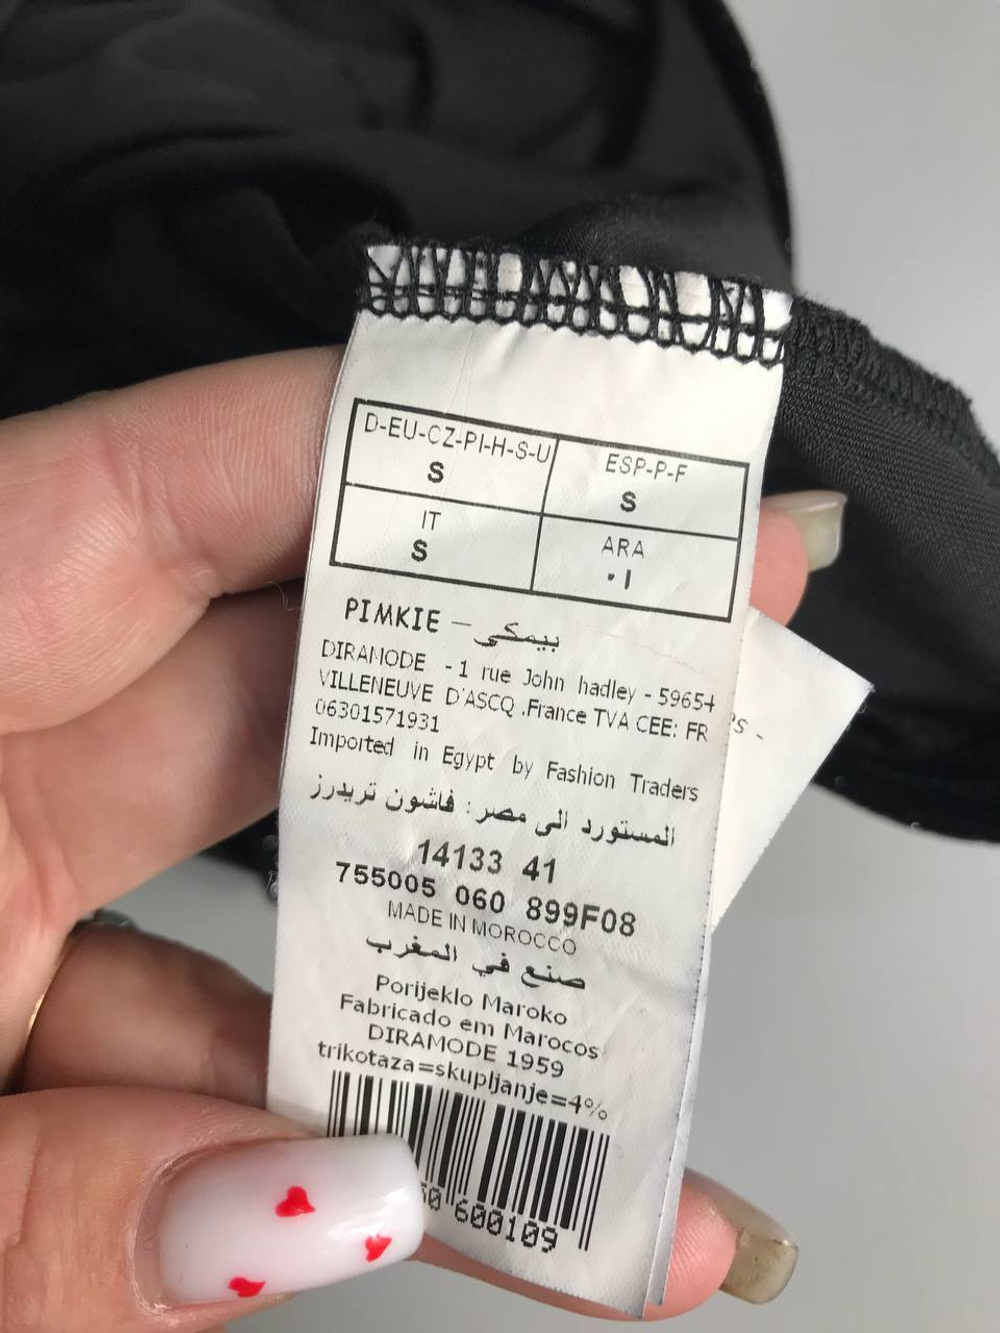 D-EU-CZ-PI-H-S-U
S
ESP-P-F
S
IT
S
ARA
٠١
PIMKIE – بيمكي
DIRAMODE - 1 rue John hadley - 59654
VILLENEUVE D'ASCQ .France TVA CEE: FR
06301571931
Imported in Egypt by Fashion Traders
المستورد الى مصر: فاشون تريدرز
14133 41
755005 060 899F08
MADE IN MOROCCO
صنع في المغرب
Porijeklo Maroko
Fabricado em Marocos
DIRAMODE 1959
trikotaza=skupljanje=4%
600109